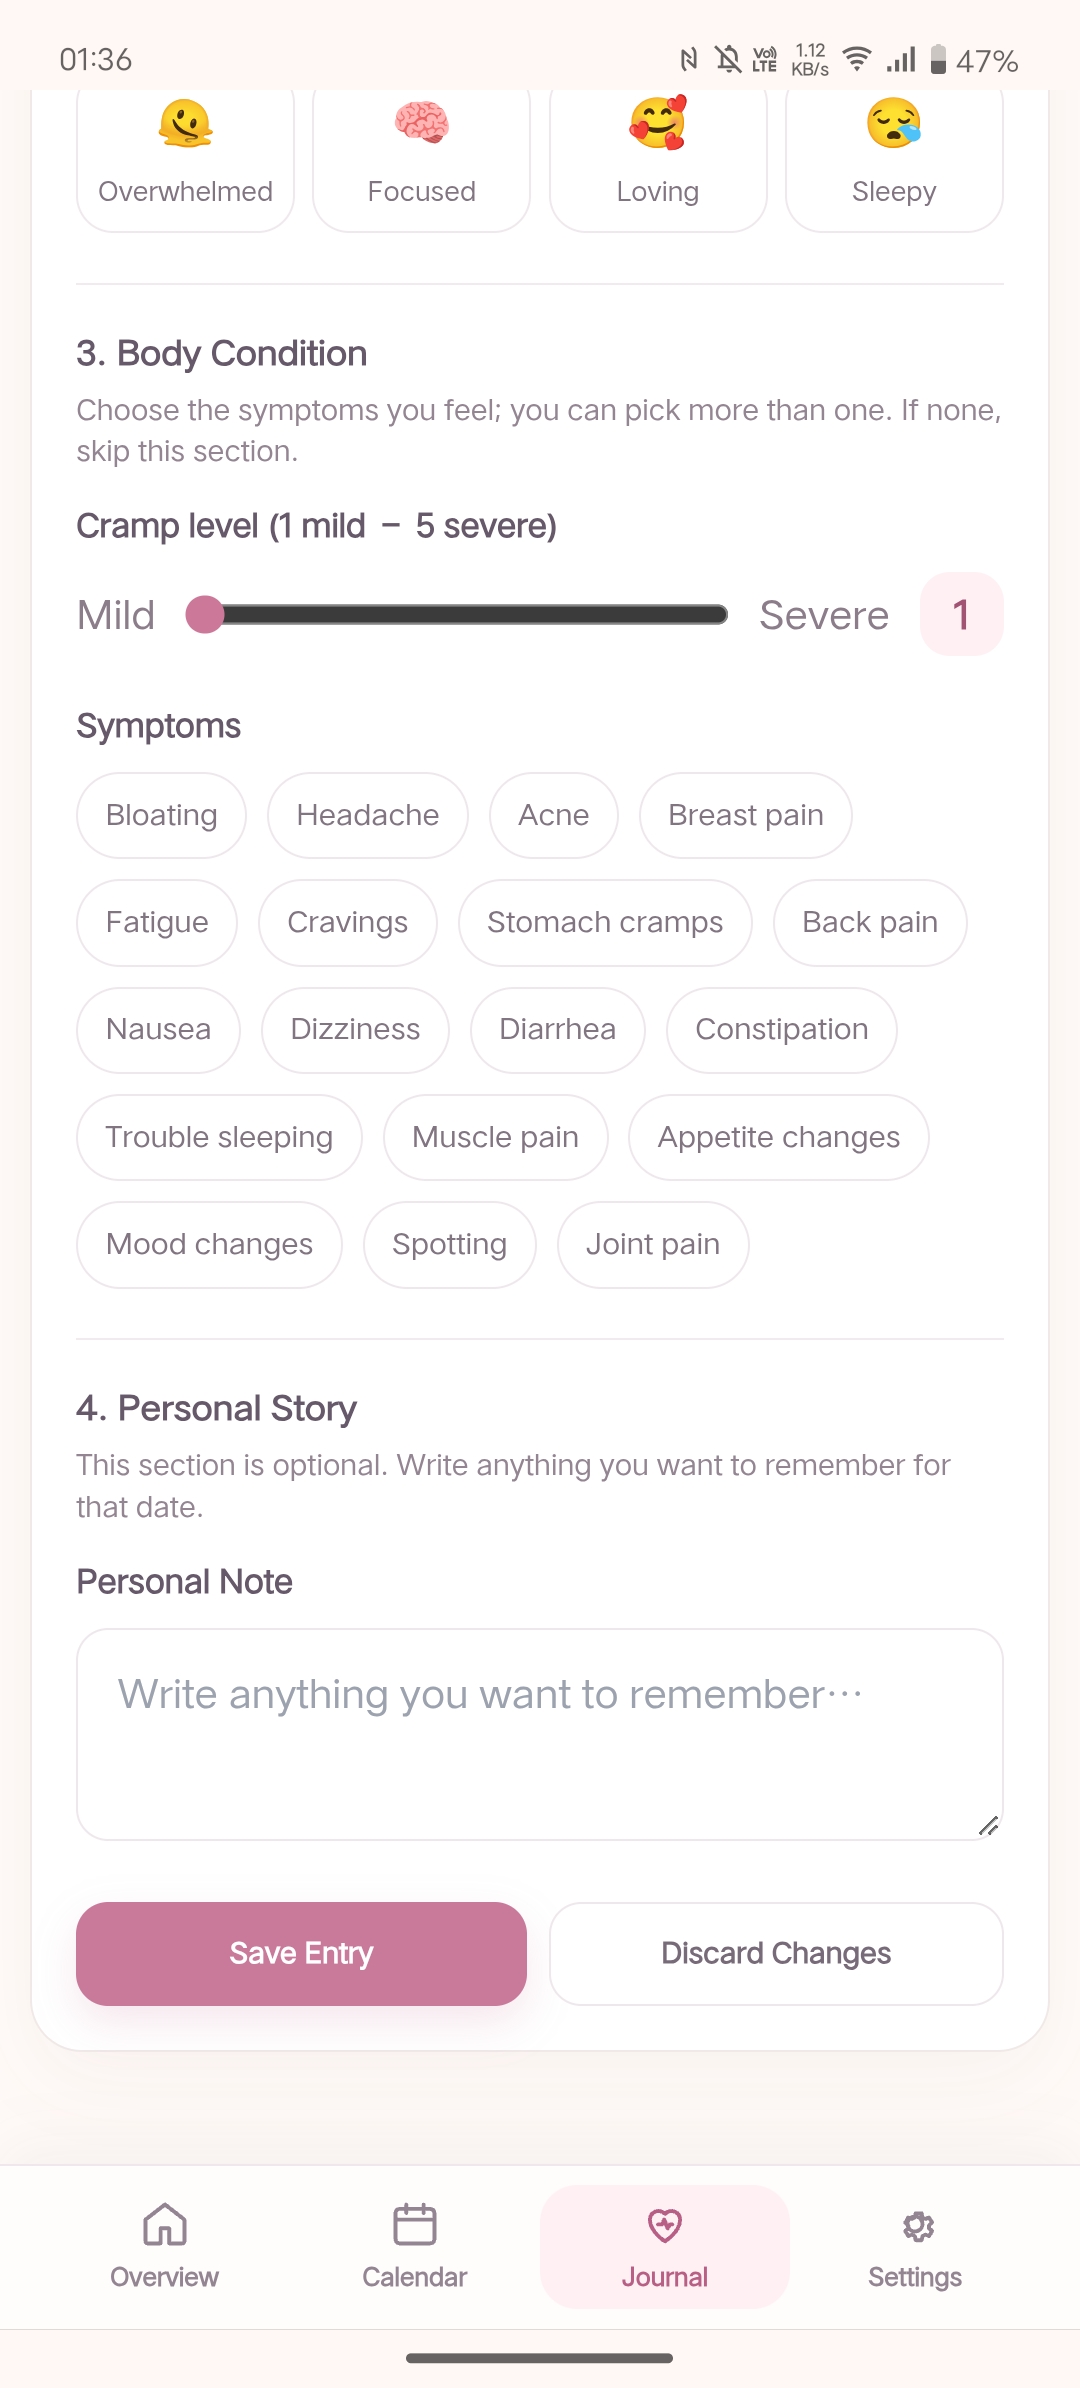 01:36
Vo)) LTE
1.12 KB/s
47%
Overwhelmed
Focused
Loving
Sleepy
3. Body Condition
Choose the symptoms you feel; you can pick more than one. If none,
skip this section.
Cramp level (1 mild – 5 severe)
Mild
Severe
1
Symptoms
Bloating
Headache
Acne
Breast pain
Fatigue
Cravings
Stomach cramps
Back pain
Nausea
Dizziness
Diarrhea
Constipation
Trouble sleeping
Muscle pain
Appetite changes
Mood changes
Spotting
Joint pain
4. Personal Story
This section is optional. Write anything you want to remember for
that date.
Personal Note
Write anything you want to remember…
Save Entry
Discard Changes
Overview
Calendar
Journal
Settings